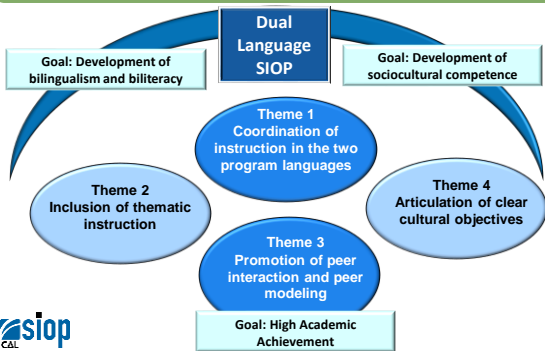 Dual
Language
SIOP
Goal: Development of
bilingualism and biliteracy
Goal: Development of
sociocultural competence
Theme 1
Coordination of
instruction in the two
program languages
Theme 2
Inclusion of thematic
instruction
Theme 4
Articulation of clear
cultural objectives
Theme 3
Promotion of peer
interaction and peer
modeling
Goal: High Academic
Achievement
siop
CAL